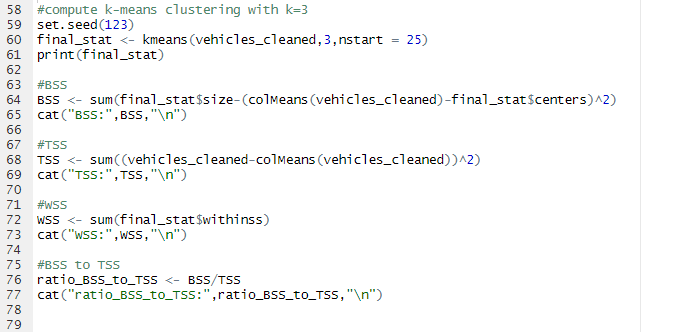 58 #compute k-means clustering with k=3
59 set.seed(123)
60 final_stat <- kmeans(vehicles_cleaned,3,nstart = 25)
61 print(final_stat)
62
63 #BSS
64 BSS <- sum(final_stat$size-(colMeans(vehicles_cleaned)-final_stat$centers)^2)
65 cat("BSS:",BSS,"\n")
66
67 #TSS
68 TSS <- sum((vehicles_cleaned-colMeans(vehicles_cleaned))^2)
69 cat("TSS:",TSS,"\n")
70
71 #WSS
72 WSS <- sum(final_stat$withinss)
73 cat("WSS:",WSS,"\n")
74
75 #BSS to TSS
76 ratio_BSS_to_TSS <- BSS/TSS
77 cat("ratio_BSS_to_TSS:",ratio_BSS_to_TSS,"\n")
78
79